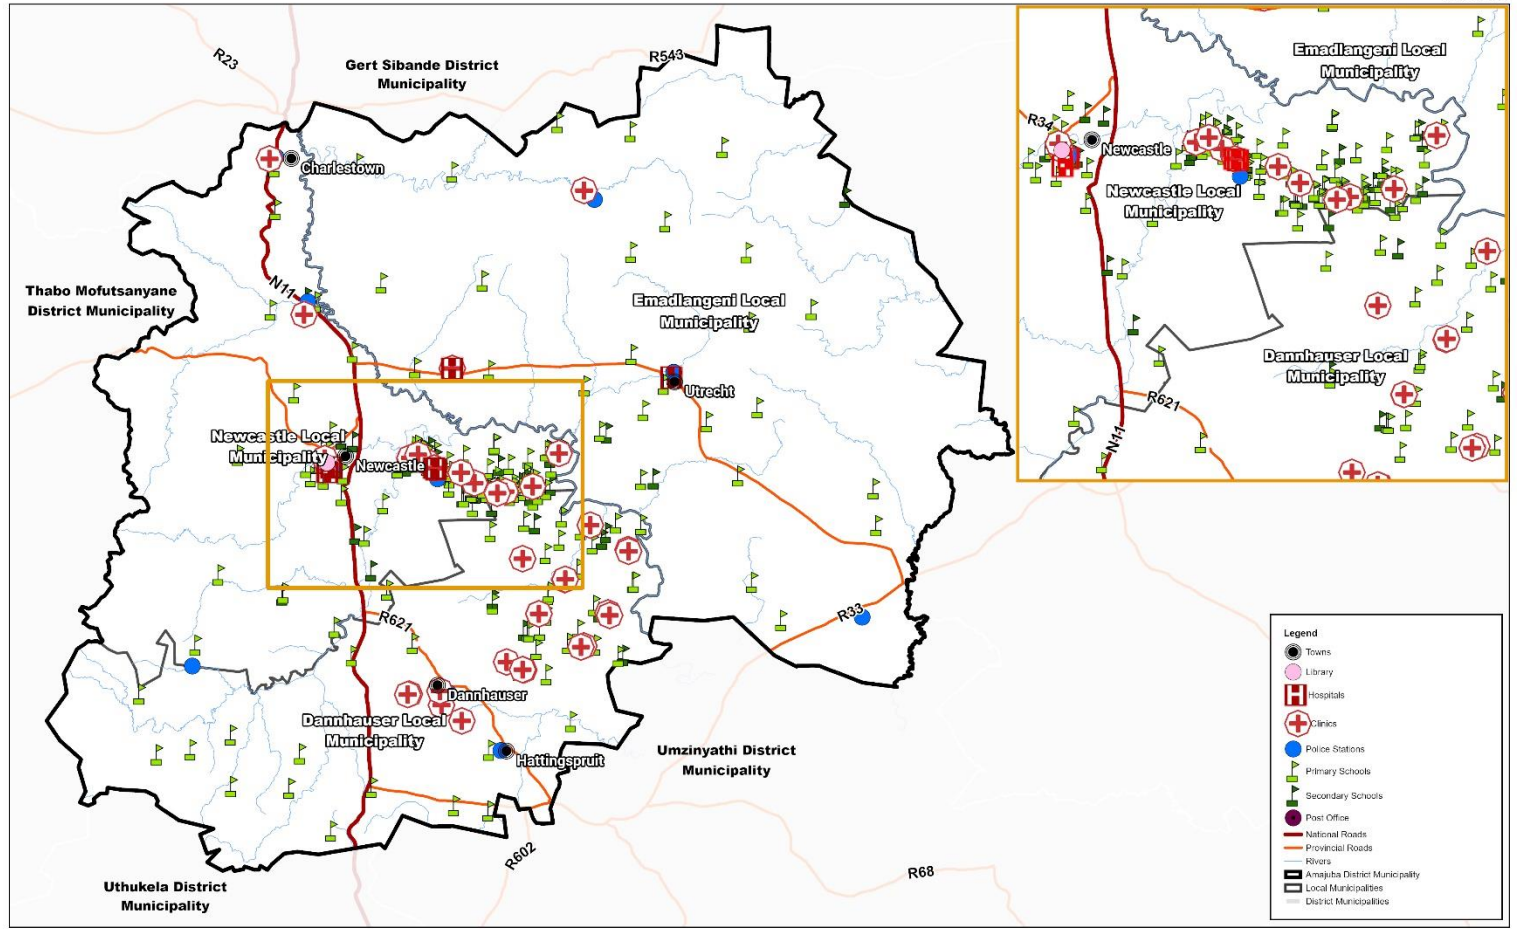 R23
Gert Sibande District
Municipality
R543
Charlestown
Thabo Mofutsanyane
District Municipality
N11
Emadlangeni Local
Municipality
Utrecht
Newcastle Local
Municipality
Newcastle
R621
R33
Dannhauser
Dannhauser Local
Municipality
Hattingspruit
Umzinyathi District
Municipality
R602
R68
Uthukela District
Municipality
Emadlangeni Local
Municipality
R34
Newcastle
Newcastle Local
Municipality
Dannhauser Local
Municipality
R621
N11
Legend
Towns
Library
Hospitals
Clinics
Police Stations
Primary Schools
Secondary Schools
Post Office
National Roads
Provincial Roads
Rivers
Amajuba District Municipality
Local Municipalities
District Municipalities